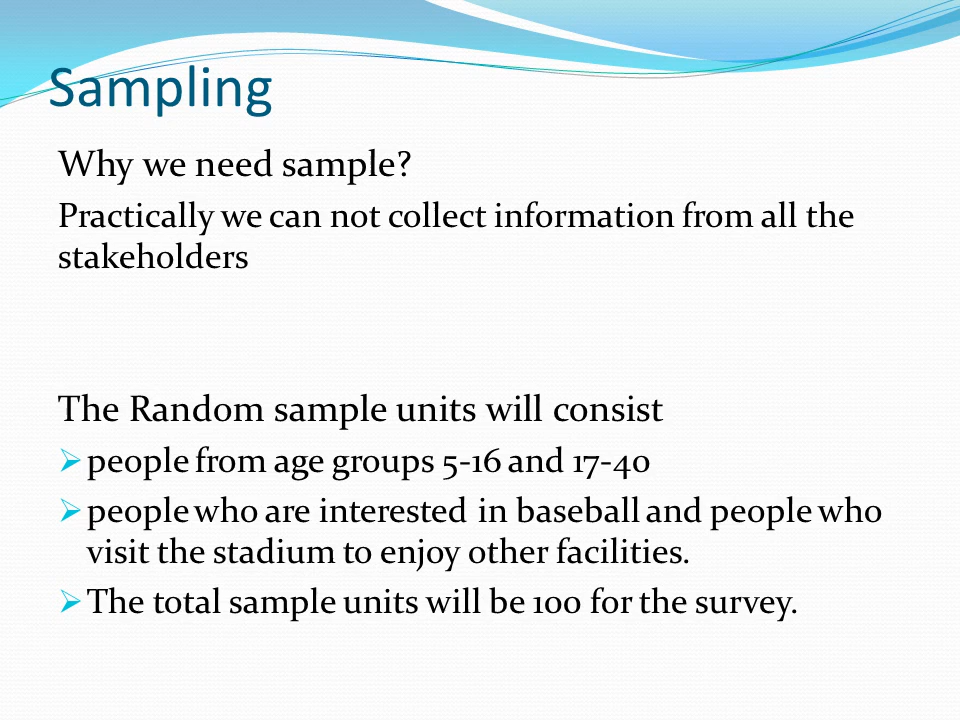 Sampling
Why we need sample?
Practically we can not collect information from all the
stakeholders
The Random sample units will consist
people from age groups 5-16 and 17-40
people who are interested in baseball and people who
visit the stadium to enjoy other facilities.
The total sample units will be 100 for the survey.